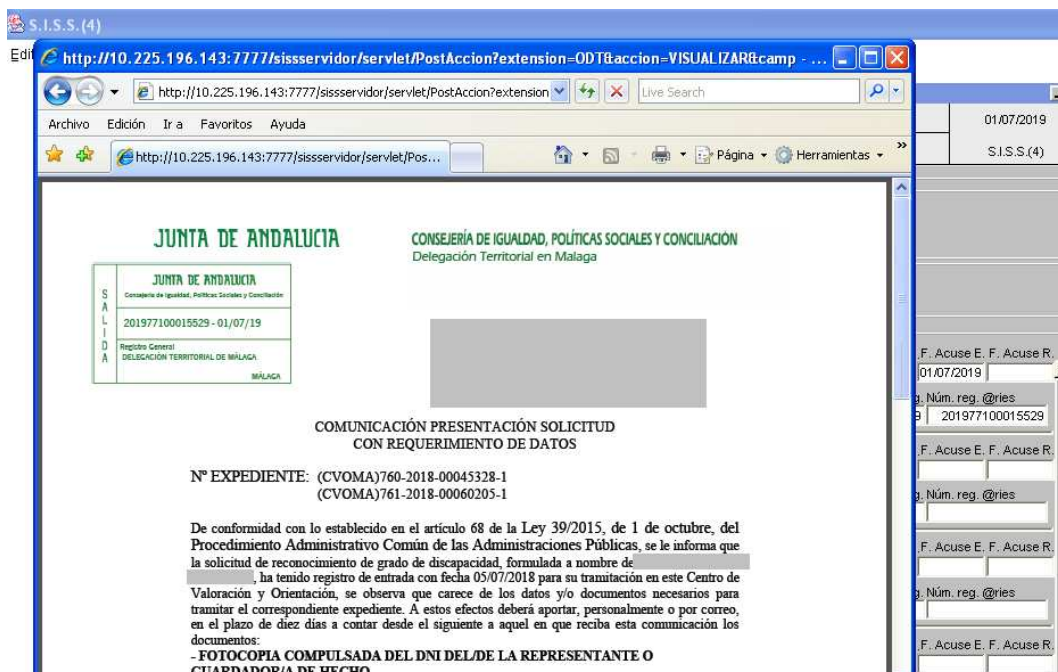 S.I.S.S.(4)
http://10.225.196.143:7777/sissservidor/servlet/PostAccion?extension=ODT&accion=VISUALIZAR&camp - ...
http://10.225.196.143:7777/sissservidor/servlet/PostAccion?extension
Live Search
Archivo Edición Ir a Favoritos Ayuda
http://10.225.196.143:7777/sissservidor/servlet/Pos...
Página Herramientas »
01/07/2019
S.I.S.S.(4)
JUNTA DE ANDALUCIA
CONSEJERÍA DE IGUALDAD, POLÍTICAS SOCIALES Y CONCILIACIÓN
Delegación Territorial en Malaga
SALIDA
JUNTA DE ANDALUCIA
Consejería de Igualdad, Políticas Sociales y Conciliación
201977100015529 - 01/07/19
Registro General
DELEGACIÓN TERRITORIAL DE MÁLAGA
MÁLAGA
COMUNICACIÓN PRESENTACIÓN SOLICITUD
CON REQUERIMIENTO DE DATOS
Nº EXPEDIENTE: (CVOMA)760-2018-00045328-1
(CVOMA)761-2018-00060205-1
De conformidad con lo establecido en el artículo 68 de la Ley 39/2015, de 1 de octubre, del
Procedimiento Administrativo Común de las Administraciones Públicas, se le informa que
la solicitud de reconocimiento de grado de discapacidad, formulada a nombre de
, ha tenido registro de entrada con fecha 05/07/2018 para su tramitación en este Centro de
Valoración y Orientación, se observa que carece de los datos y/o documentos necesarios para
tramitar el correspondiente expediente. A estos efectos deberá aportar, personalmente o por correo,
en el plazo de diez días a contar desde el siguiente a aquel en que reciba esta comunicación los
documentos:
- FOTOCOPIA COMPULSADA DEL DNI DEL/DE LA REPRESENTANTE O
GUARDADOR/A DE HECHO
F. Acuse E. F. Acuse R.
01/07/2019
Núm. reg. @ries
201977100015529
F. Acuse E. F. Acuse R.
Núm. reg. @ries
F. Acuse E. F. Acuse R.
Núm. reg. @ries
F. Acuse E. F. Acuse R.